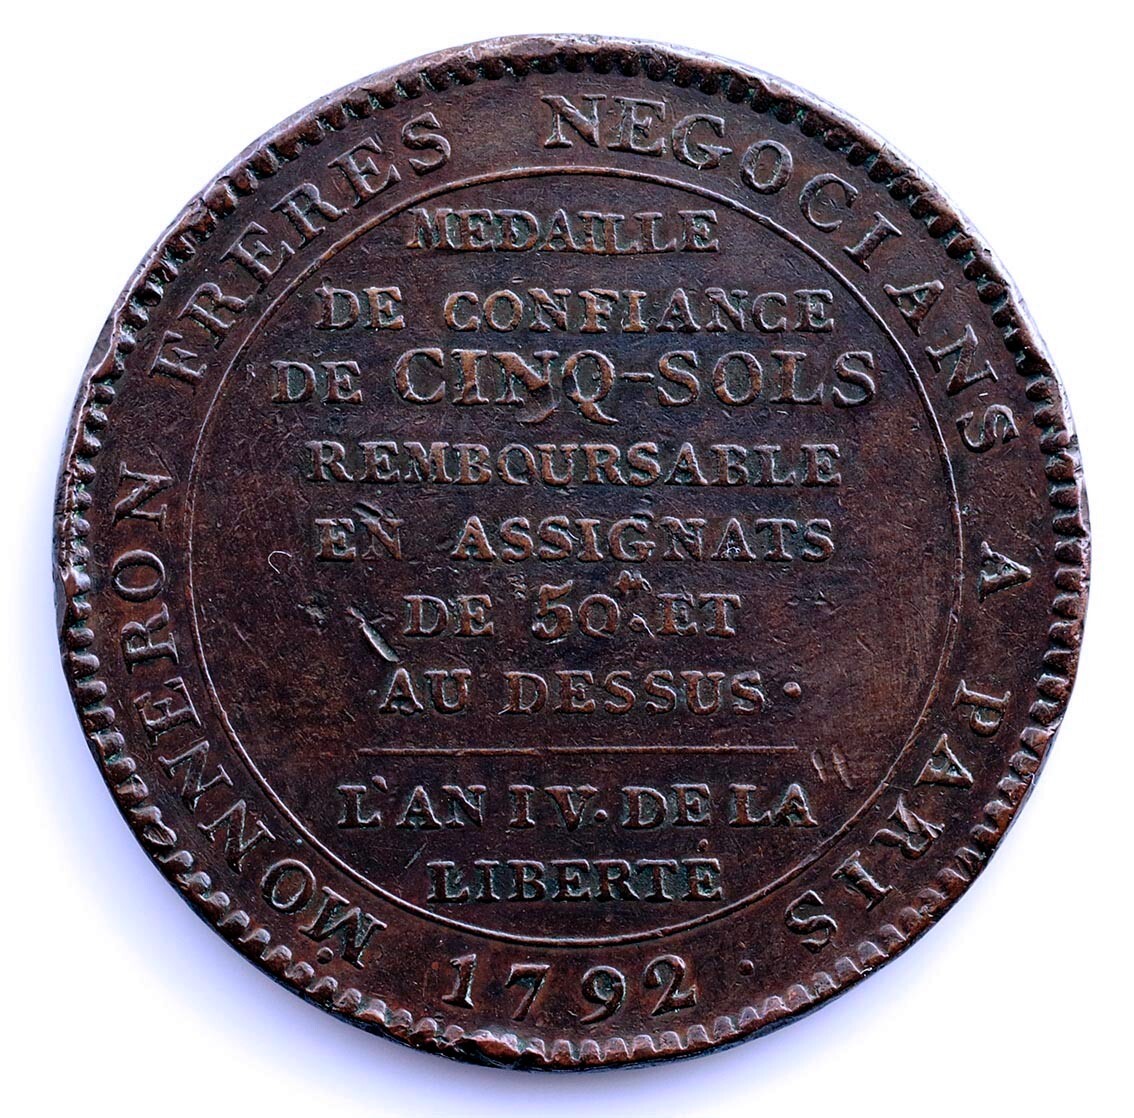 MONNERON FRERES NEGOCIANS A PARIS
MEDAILLE
DE CONFIANCE
DE CINQ-SOLS
REMBOURSABLE
EN ASSIGNATS
DE 50" ET
AU DESSUS ·
L'AN IV. DE LA
LIBERTÉ
· 1792 ·